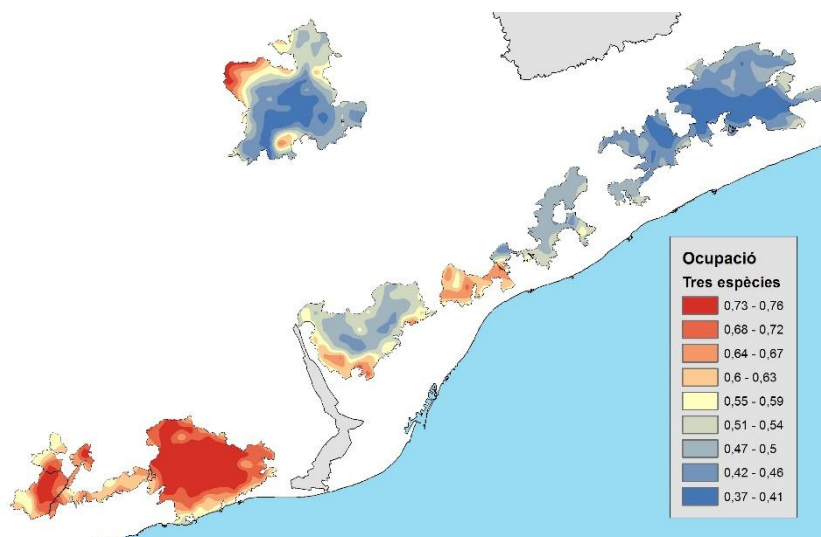 Ocupació
Tres espècies
0,73 - 0,76
0,68 - 0,72
0,64 - 0,67
0,6 - 0,63
0,55 - 0,59
0,51 - 0,54
0,47 - 0,5
0,42 - 0,46
0,37 - 0,41